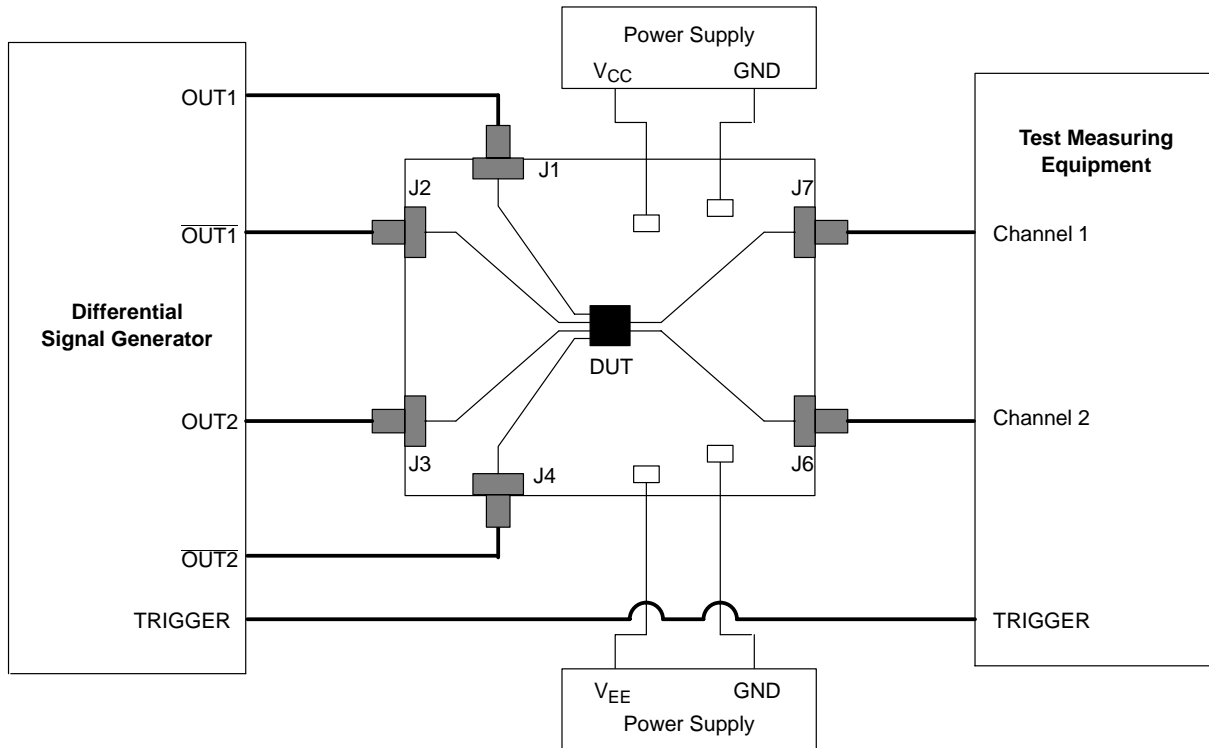 Power Supply
VCC GND
OUT1
Test Measuring
Equipment
J1
J2
J7
OUT1
Channel 1
Differential
Signal Generator
DUT
OUT2
Channel 2
J3
J4
J6
OUT2
TRIGGER
TRIGGER
VEE GND
Power Supply